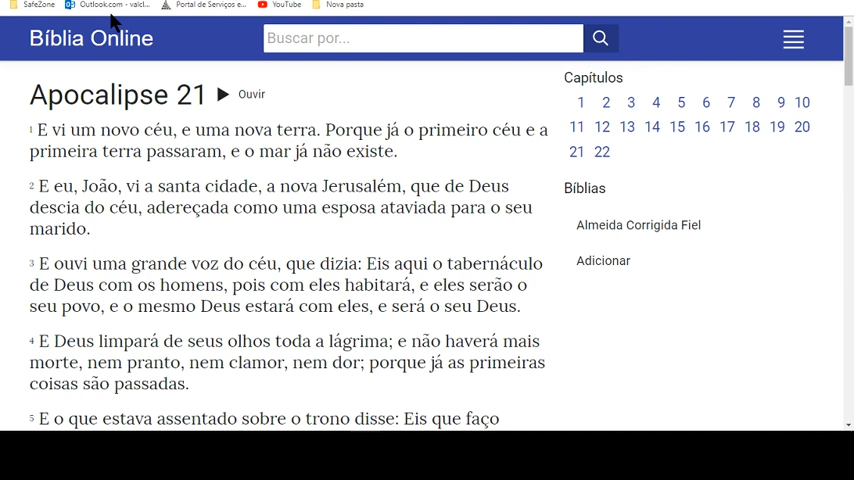 SafeZone Outlook.com - valcl... Portal de Serviços e... YouTube Nova pasta
Bíblia Online
Buscar por...
Apocalipse 21
Ouvir
1 E vi um novo céu, e uma nova terra. Porque já o primeiro céu e a
primeira terra passaram, e o mar já não existe.
2 E eu, João, vi a santa cidade, a nova Jerusalém, que de Deus
descia do céu, adereçada como uma esposa ataviada para o seu
marido.
3 E ouvi uma grande voz do céu, que dizia: Eis aqui o tabernáculo
de Deus com os homens, pois com eles habitará, e eles serão o
seu povo, e o mesmo Deus estará com eles, e será o seu Deus.
4 E Deus limpará de seus olhos toda a lágrima; e não haverá mais
morte, nem pranto, nem clamor, nem dor; porque já as primeiras
coisas são passadas.
5 E o que estava assentado sobre o trono disse: Eis que faço
Capítulos
1 2 3 4 5 6 7 8 9 10
11 12 13 14 15 16 17 18 19 20
21 22
Bíblias
Almeida Corrigida Fiel
Adicionar